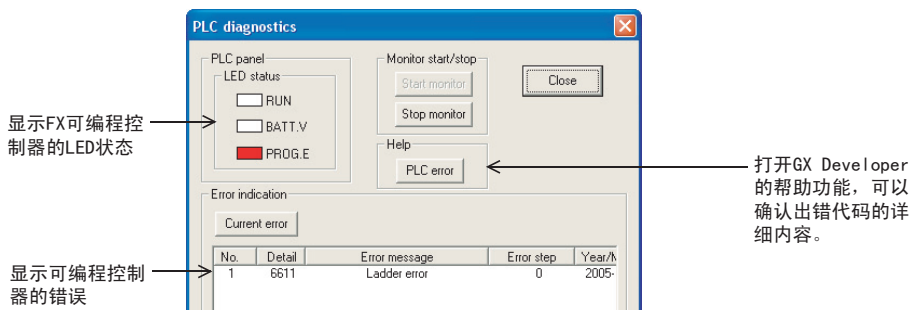 PLC diagnostics
PLC panel
LED status
RUN
BATT.V
PROG.E
Monitor start/stop
Start monitor
Stop monitor
Close
Help
PLC error
显示FX可编程控
制器的LED状态
打开GX Developer
的帮助功能，可以
确认出错代码的详
细内容。
Error indication
Current error
No. Detail Error message Error step Year/M
1 6611 Ladder error 0 2005-
显示可编程控制
器的错误